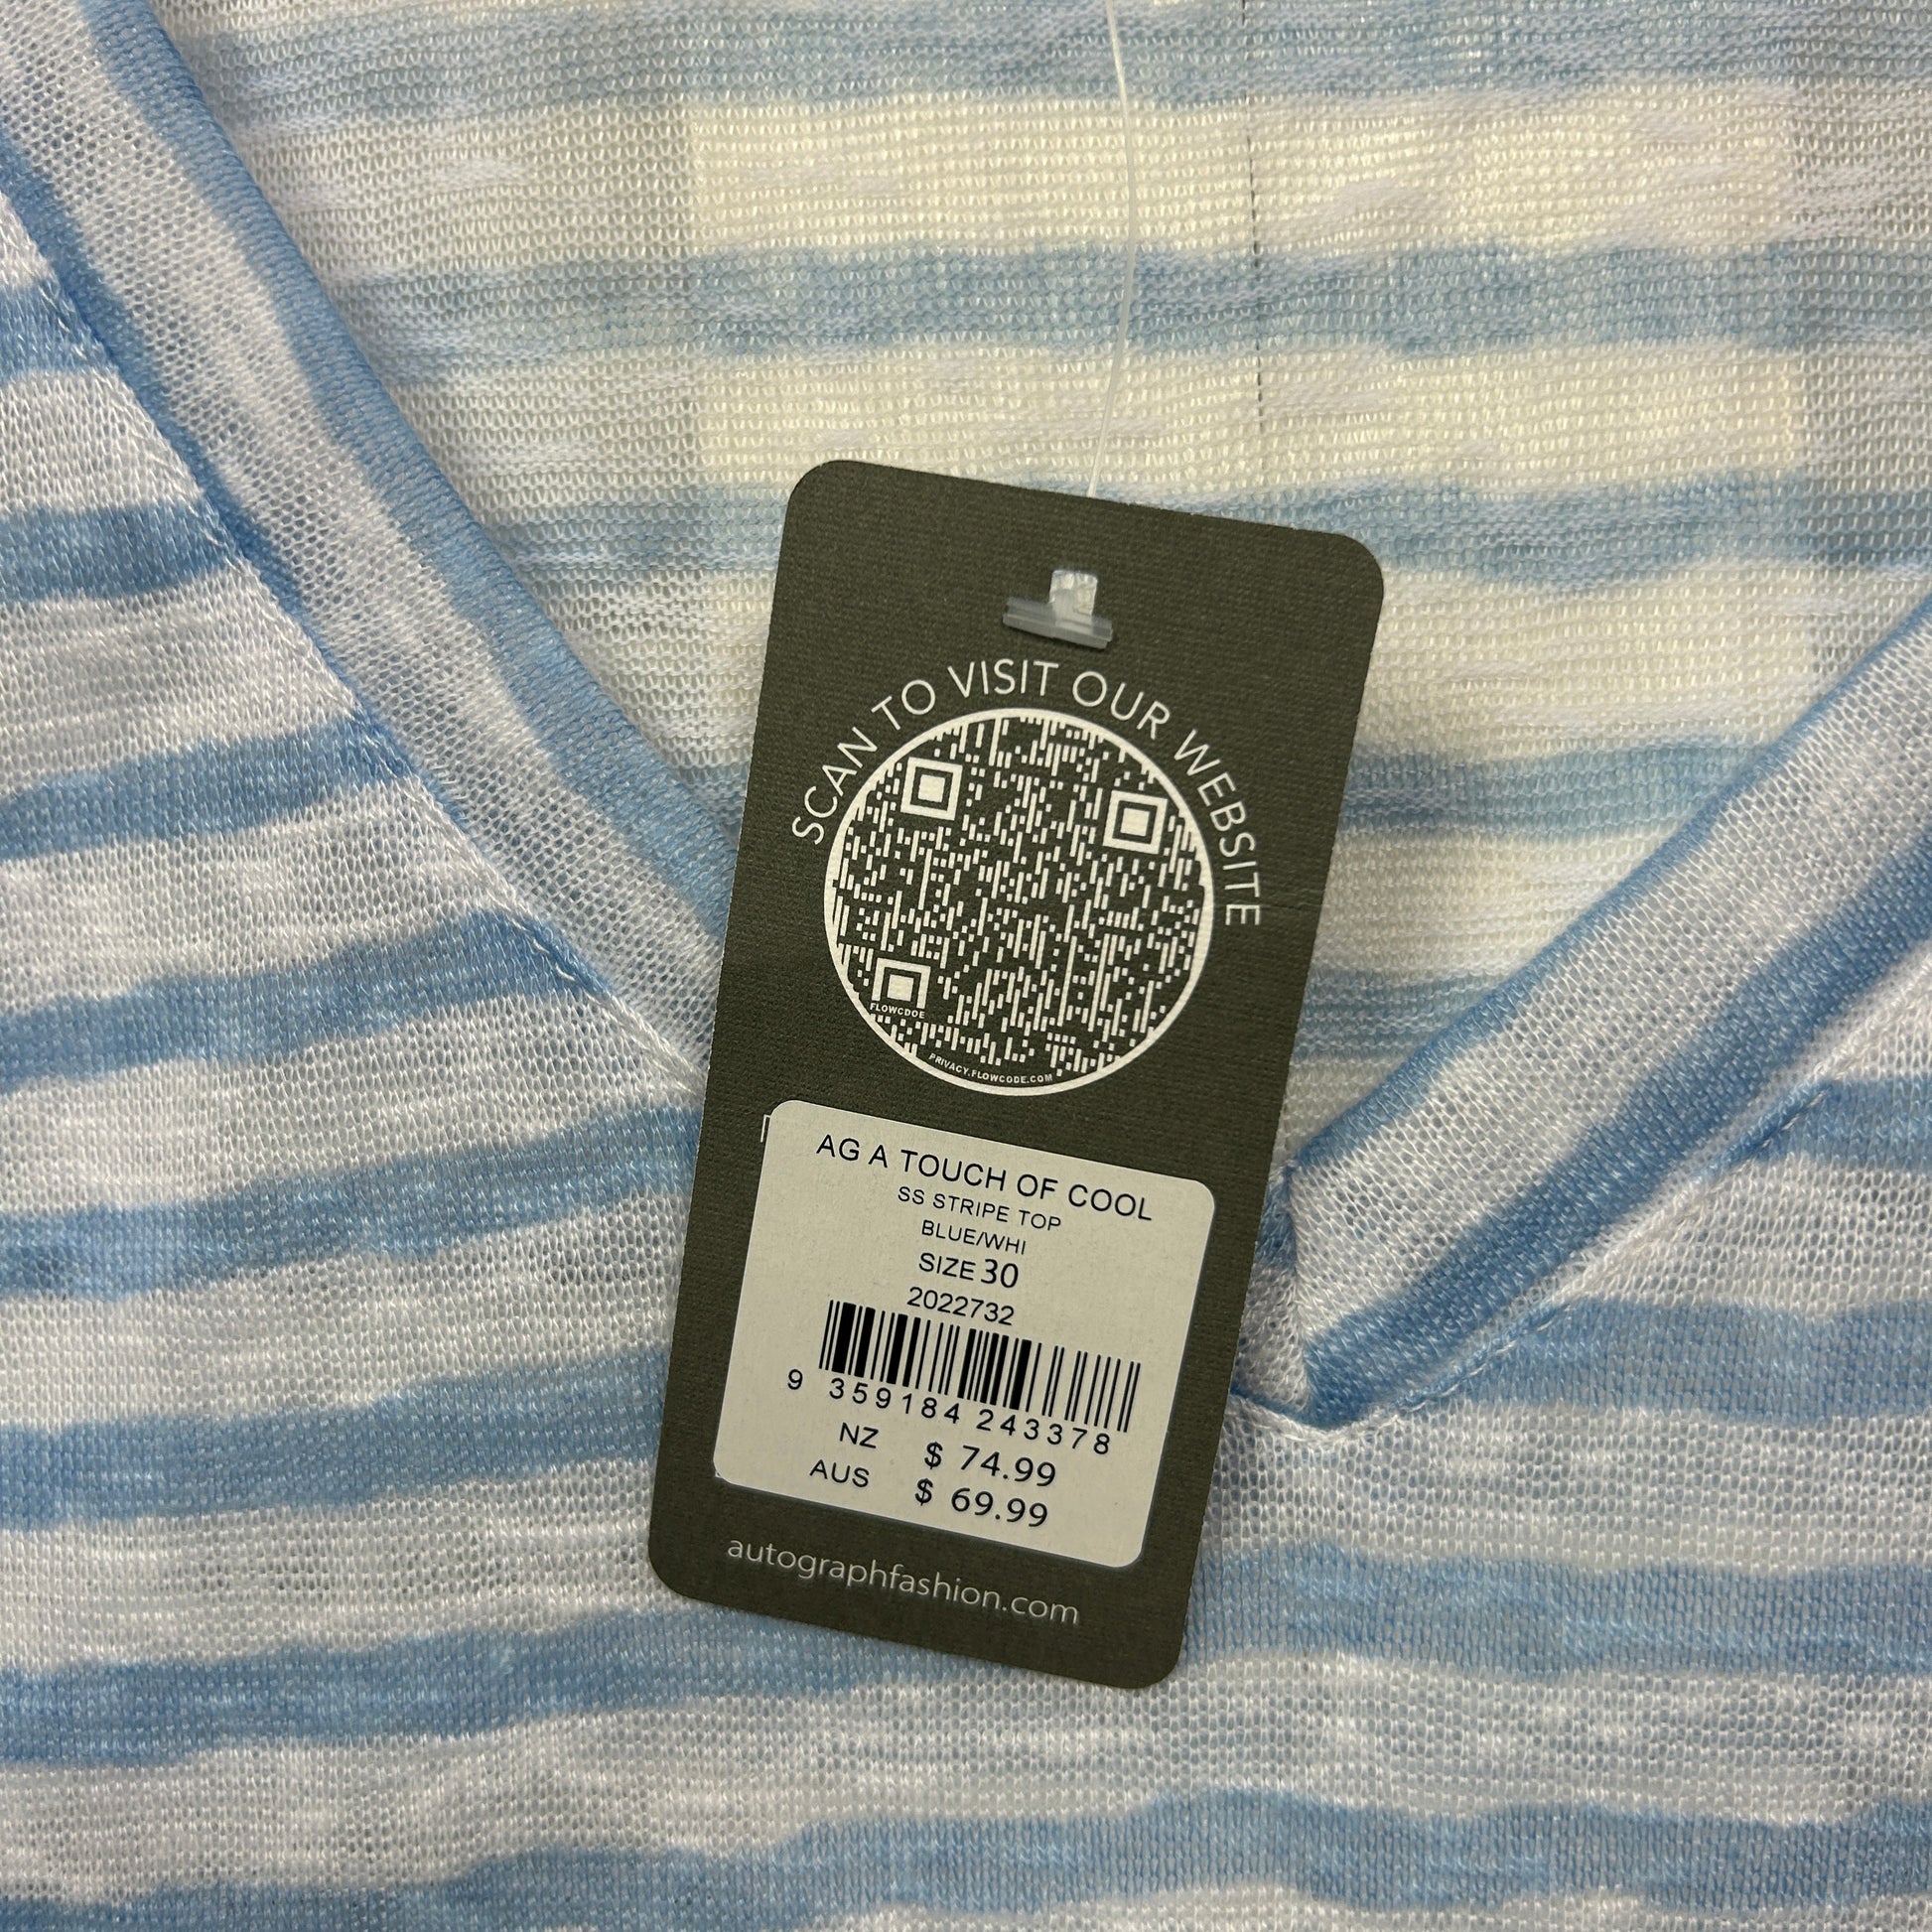 SCAN TO VISIT OUR WEBSITE
FLOWCODE
PRIVACY.FLOWCODE.COM
AG A TOUCH OF COOL
SS STRIPE TOP
BLUE/WHI
SIZE 30
2022732
9 359184 243378
NZ $ 74.99
AUS $ 69.99
autographfashion.com